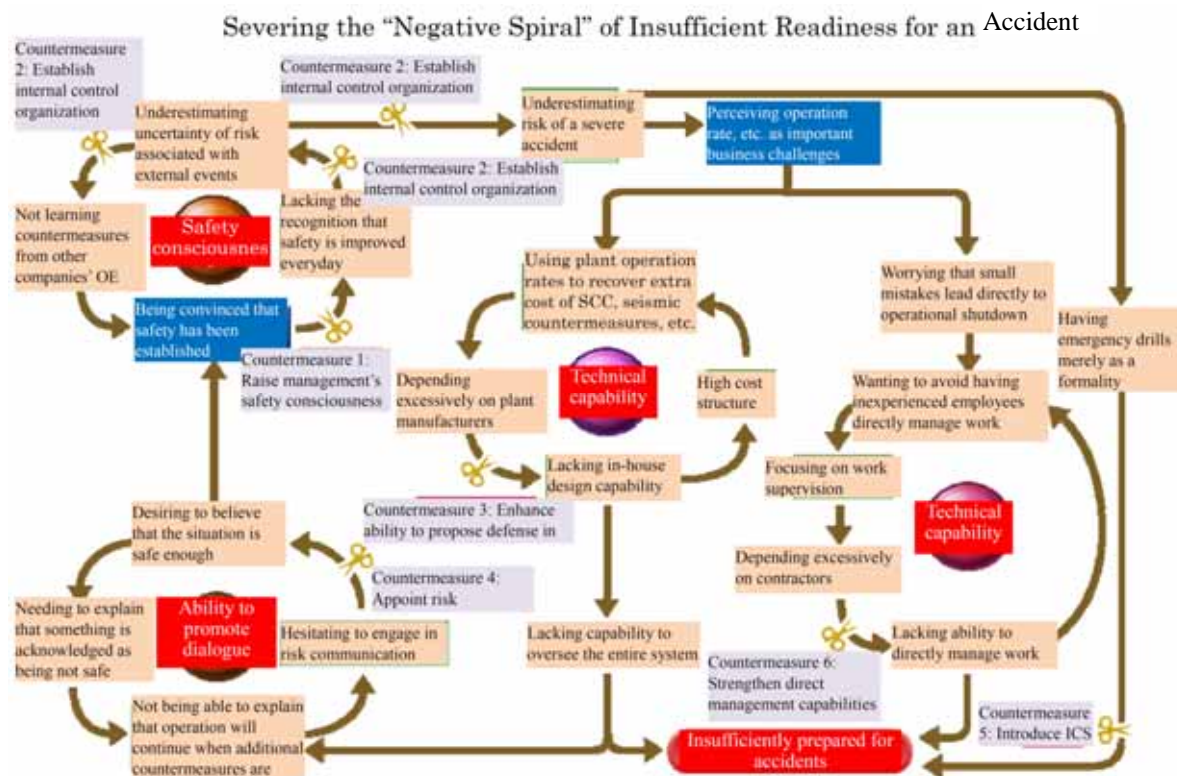 Severing the “Negative Spiral” of Insufficient Readiness for an Accident
Countermeasure
2: Establish
internal control
organization
Countermeasure 2: Establish
internal control organization
Underestimating
uncertainty of risk
associated with
external events
Underestimating
risk of a severe
accident
Perceiving operation
rate, etc. as important
business challenges
Countermeasure 2: Establish
internal control organization
Not learning
countermeasures
from other
companies’ OE
Safety
consciousnes
Lacking the
recognition that
safety is improved
everyday
Being convinced that
safety has been
established
Countermeasure 1:
Raise management’s
safety consciousness
Using plant operation
rates to recover extra
cost of SCC, seismic
countermeasures, etc.
Worrying that small
mistakes lead directly to
operational shutdown
Having
emergency drills
merely as a
formality
Depending
excessively on plant
manufacturers
Technical
capability
High cost
structure
Wanting to avoid having
inexperienced employees
directly manage work
Lacking in-house
design capability
Focusing on work
supervision
Countermeasure 3: Enhance
ability to propose defense in
Technical
capability
Desiring to believe
that the situation is
safe enough
Depending excessively
on contractors
Countermeasure 4:
Appoint risk
Needing to explain
that something is
acknowledged as
being not safe
Ability to
promote
dialogue
Hesitating to engage in
risk communication
Lacking capability to
oversee the entire system
Lacking ability to
directly manage work
Countermeasure 6:
Strengthen direct
management capabilities
Not being able to explain
that operation will
continue when additional
countermeasures are
Insufficiently prepared for
accidents
Countermeasure
5: Introduce ICS